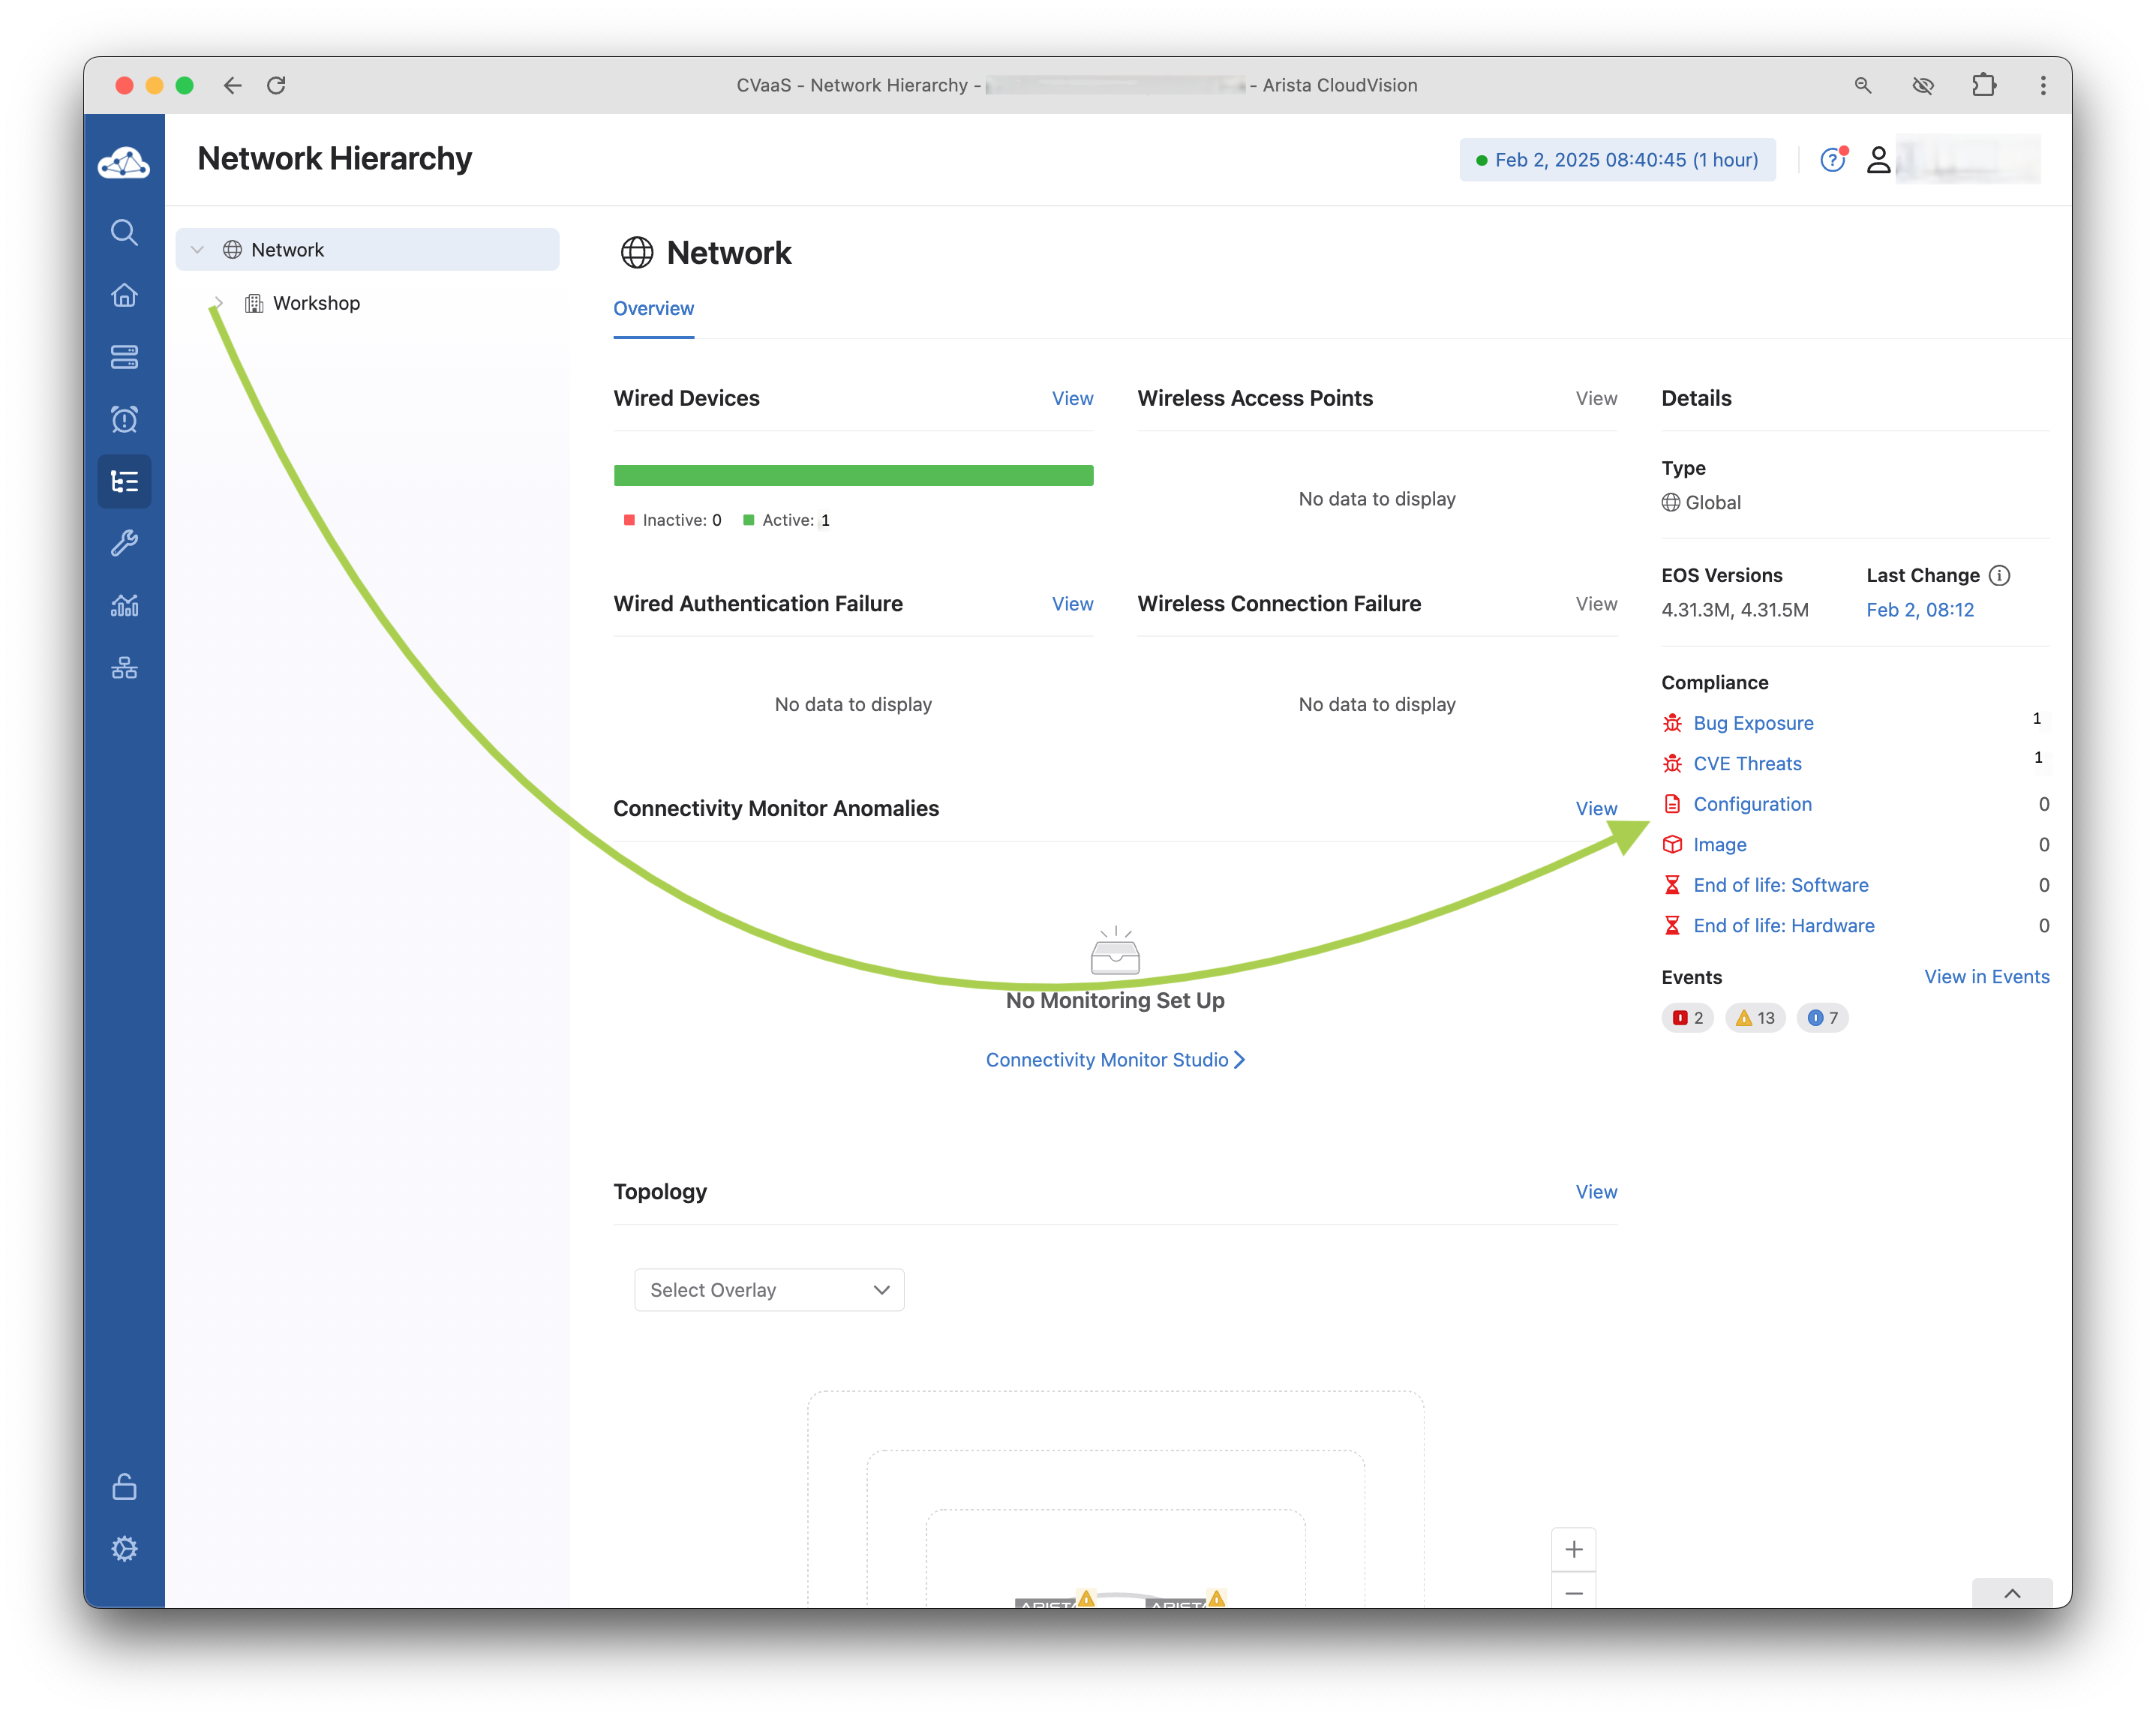 CVaaS - Network Hierarchy - - Arista CloudVision
Network Hierarchy
Feb 2, 2025 08:40:45 (1 hour)
Network
Workshop
Network
Overview
Wired Devices View
Inactive: 0 Active: 1
Wireless Access Points View
No data to display
Wired Authentication Failure View
No data to display
Wireless Connection Failure View
No data to display
Connectivity Monitor Anomalies View
No Monitoring Set Up
Connectivity Monitor Studio
Topology View
Select Overlay
ARISTA ARISTA
Details
Type
Global
EOS Versions Last Change
4.31.3M, 4.31.5M Feb 2, 08:12
Compliance
Bug Exposure 1
CVE Threats 1
Configuration 0
Image 0
End of life: Software 0
End of life: Hardware 0
Events View in Events
2 13 7